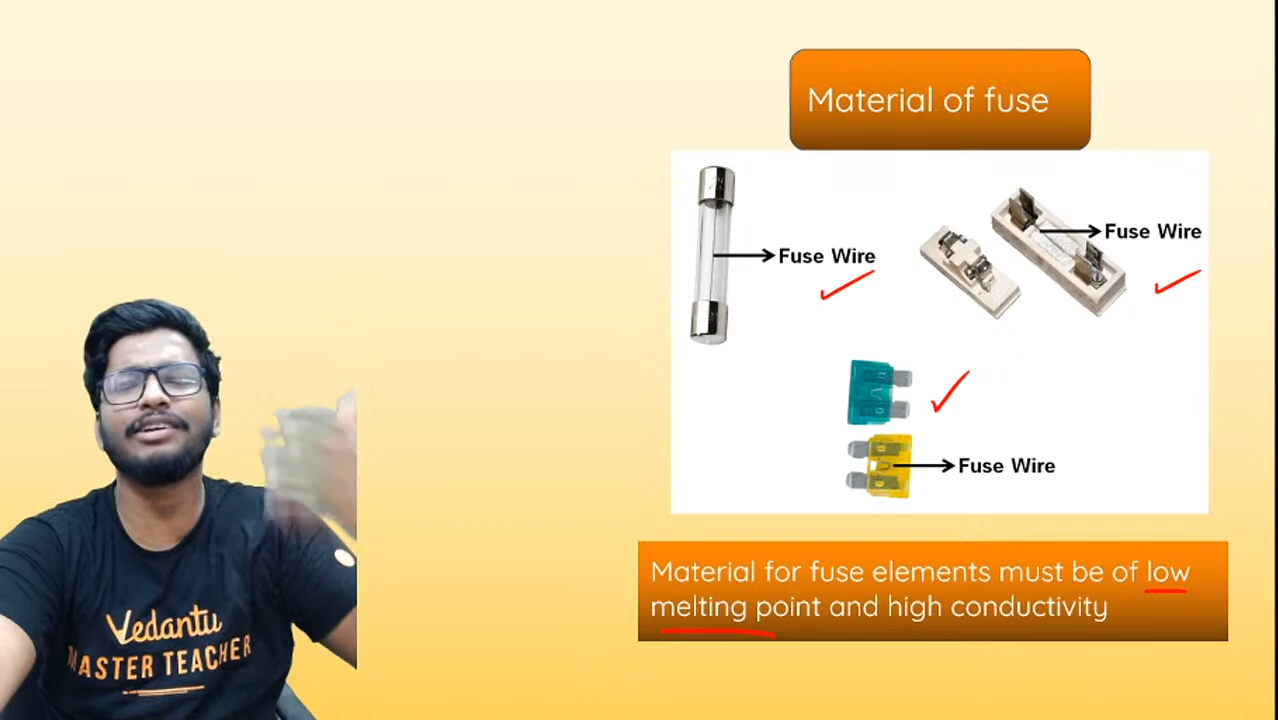 Material of fuse
Fuse Wire
Fuse Wire
Fuse Wire
Material for fuse elements must be of low
melting point and high conductivity
Vedantu
MASTER TEACHER